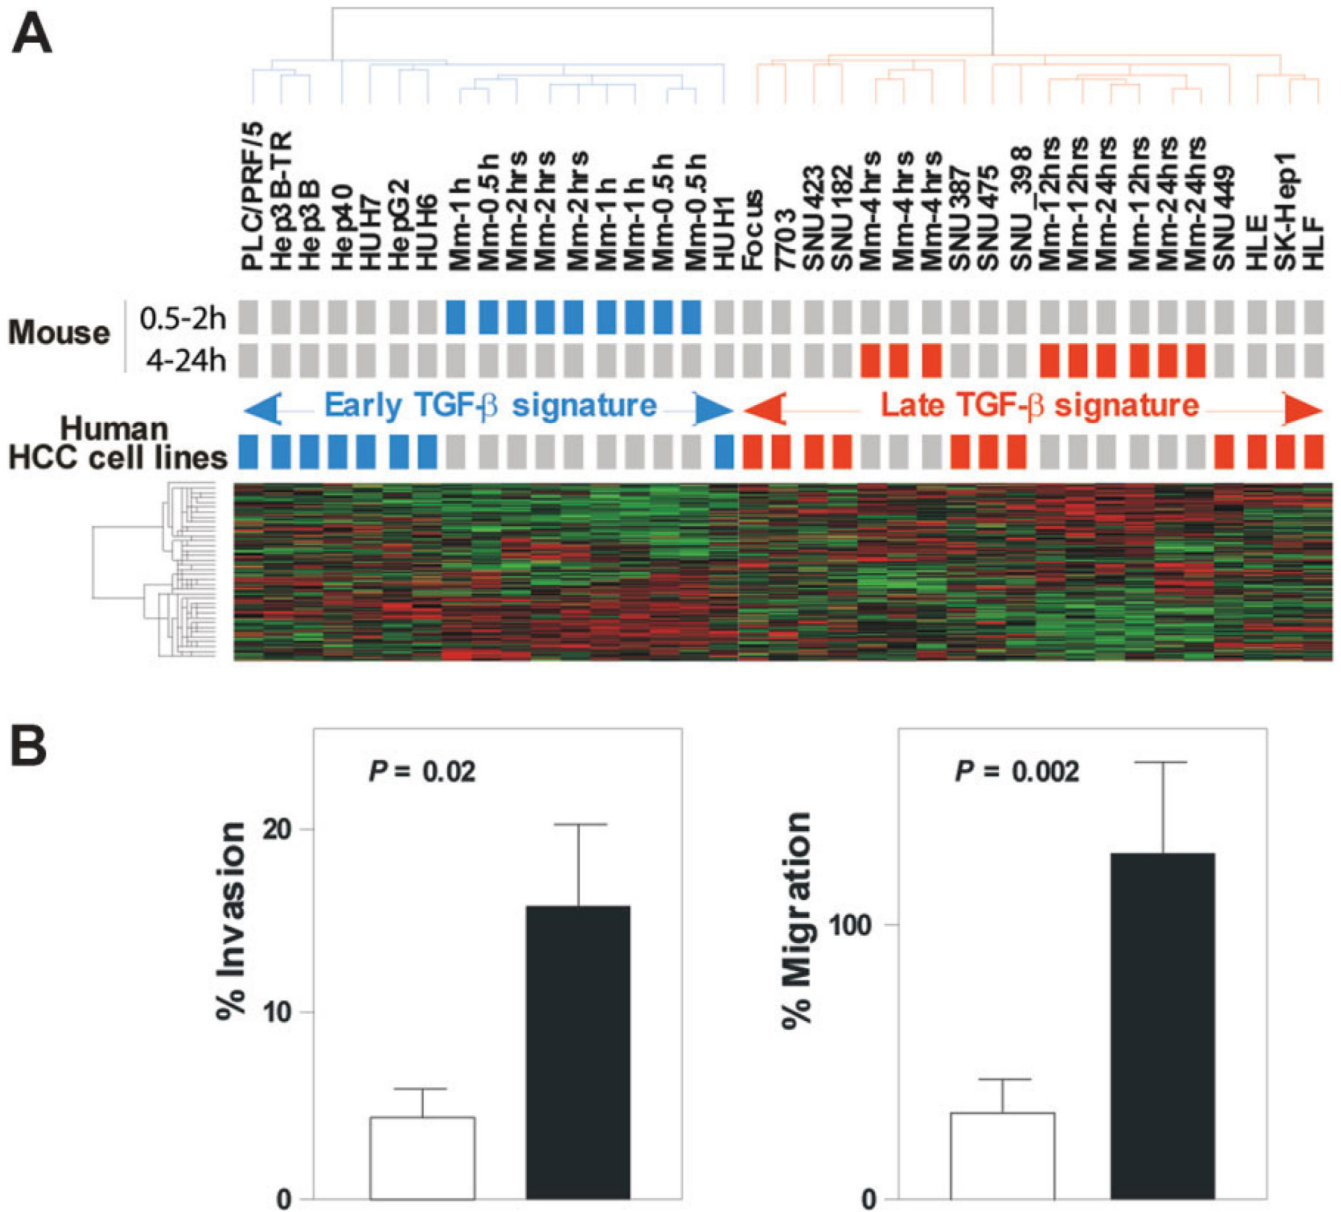 A
PLC/PRF/5
Hep3B-TR
Hep3B
Hep40
HUH7
HepG2
HUH6
Mm-1h
Mm-0.5h
Mm-2hrs
Mm-2hrs
Mm-2hrs
Mm-1h
Mm-1h
Mm-0.5h
Mm-0.5h
HUH1
Focus
7703
SNU423
SNU182
Mm-4hrs
Mm-4hrs
Mm-4hrs
SNU387
SNU475
SNU_398
Mm-12hrs
Mm-12hrs
Mm-24hrs
Mm-12hrs
Mm-24hrs
Mm-24hrs
SNU449
HLE
SK-Hep1
HLF
Mouse
0.5-2h
4-24h
Early TGF-β signature
Late TGF-β signature
Human
HCC cell lines
B
P = 0.02
% Invasion
20
10
0
P = 0.002
% Migration
100
0